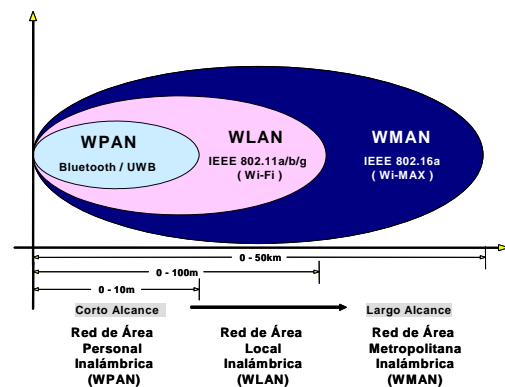 WPAN
Bluetooth / UWB
WLAN
IEEE 802.11a/b/g
( Wi-Fi )
WMAN
IEEE 802.16a
( Wi-MAX )
0 - 50km
0 - 100m
0 - 10m
Corto Alcance
Largo Alcance
Red de Área
Personal
Inalámbrica
(WPAN)
Red de Área
Local
Inalámbrica
(WLAN)
Red de Área
Metropolitana
Inalámbrica
(WMAN)